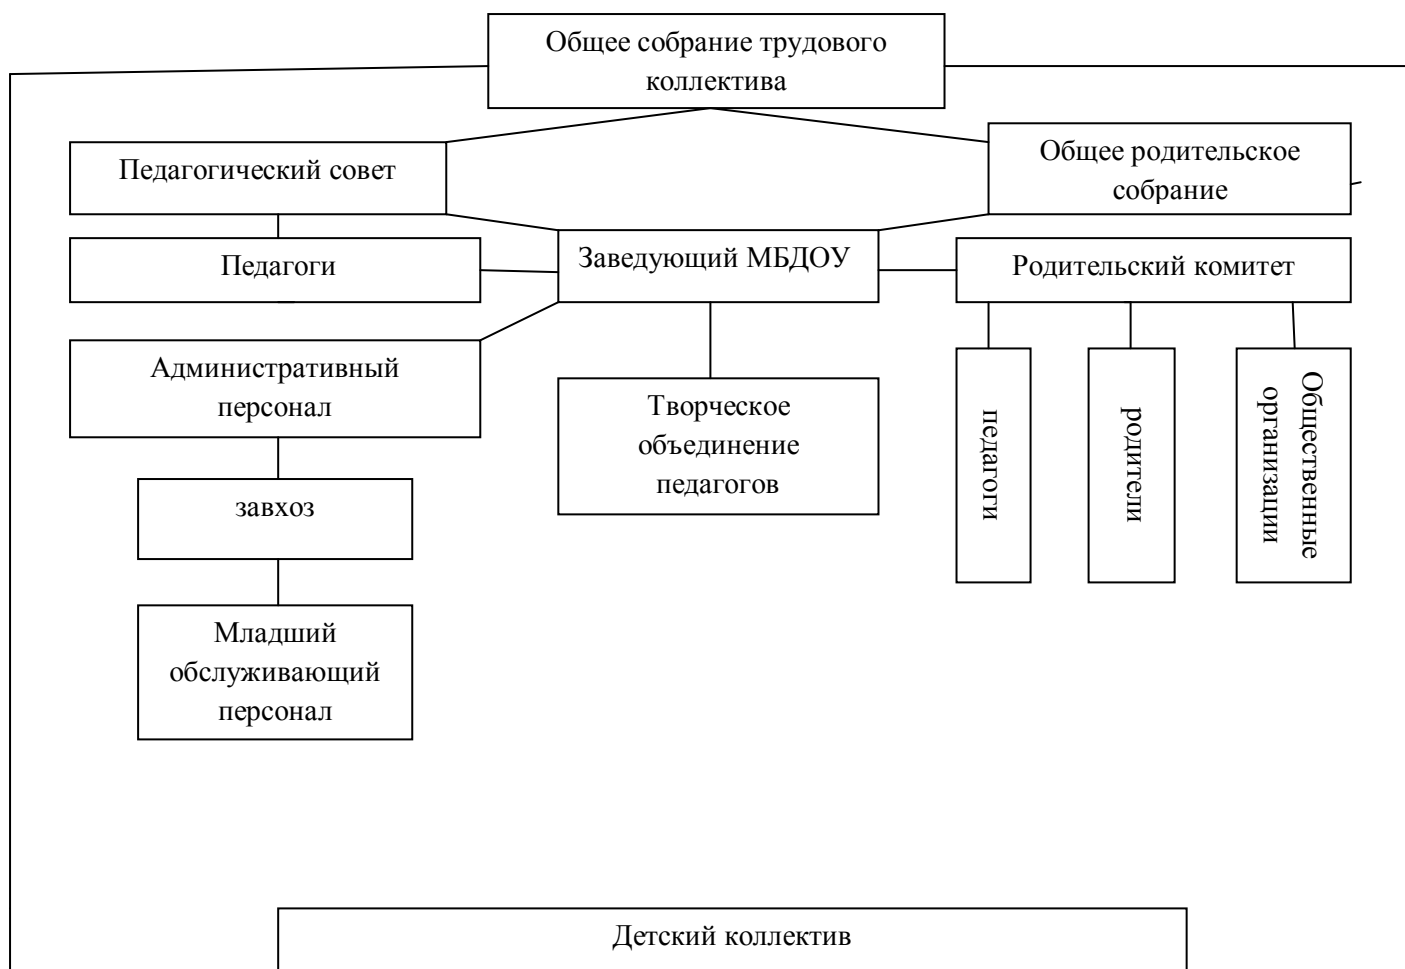 Общее собрание трудового
коллектива
Педагогический совет
Общее родительское
собрание
Педагоги
Заведующий МБДОУ
Родительский комитет
Административный
персонал
Творческое
объединение
педагогов
педагоги
родители
Общественные
организации
завхоз
Младший
обслуживающий
персонал
Детский коллектив